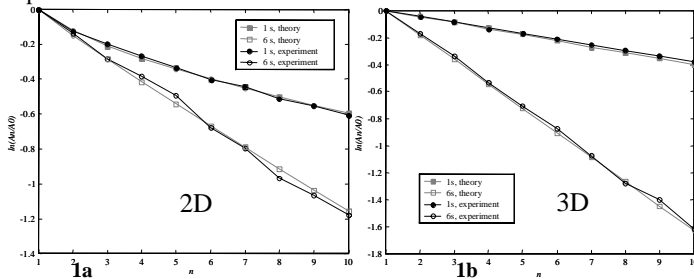 0.0
-0.2
-0.4
-0.6
-0.8
-1
-1.2
-1.4
ln(An/A0)
1 s, theory
6 s, theory
1 s, experiment
6 s, experiment
2D
1 2 3 4 5 6 7 8 9 10
1a
n
0
-0.2
-0.4
-0.6
-0.8
-1
-1.2
-1.4
-1.6
-1.8
ln(An/A0)
1s, theory
6s, theory
1s, experiment
6s, experiment
3D
1 2 3 4 5 6 7 8 9 10
1b
n